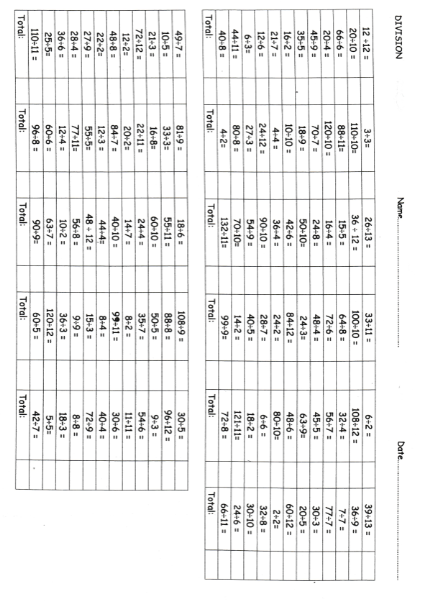 DIVISION Name Date
12 ÷12 = 3÷3= 26÷13 = 33÷11 = 6÷2 = 39÷13 =
20÷10 = 110÷10= 36 ÷ 12 = 100÷10 = 108÷12 = 36÷9 =
66÷6 = 88÷11= 15÷5 = 64÷8 = 32÷4 = 7÷7 =
20÷4 = 120÷10 = 16÷4 = 72÷6 = 56÷7 = 77÷7 =
45÷9 = 70÷7 = 24÷8 = 48÷4 = 45÷5 = 30÷3 =
35÷5 = 18÷9 = 50÷10= 24÷3= 63÷9= 20÷5 =
16÷2 = 10÷10 = 42÷6 = 84÷12 = 48÷6 = 60÷12 =
21÷7 = 4÷4 = 36÷4 = 24÷2 = 80÷10= 2÷2=
12÷6 = 24÷12 = 90÷10 = 28÷7 = 6÷6 = 32÷8 =
6÷3= 27÷3 = 54÷9 = 40÷5 = 18÷2 = 30÷10 =
44÷11 = 80÷8 = 70÷10= 14÷2 = 121÷11= 24÷6 =
40÷8 = 4÷2= 132÷11= 99÷9= 72÷8 = 66÷11 =
Total: Total: Total: Total: Total: Total:
49÷7 = 81÷9 = 18÷6 = 108÷9 = 30÷5 =
10÷5 = 33÷3= 55÷11 = 88÷8 = 96÷12 =
21÷3 = 16÷8= 60÷10 = 50÷5 = 9÷3 =
72÷12 = 22÷11 = 24÷4 = 35÷7 = 54÷6 =
12÷2= 20÷2= 14÷7 = 8÷2 = 11÷11 =
48÷8 = 84÷7 = 40÷10 = 99÷11 = 30÷6 =
22÷2= 12÷3 = 44÷4= 8÷4 = 40÷4 =
27÷9 = 55÷5= 48 ÷ 12 = 15÷3 = 72÷9 =
28÷4 = 77÷11= 56÷8 = 9÷9 = 8÷8 =
36÷6 = 12÷4 = 10÷2 = 36÷3 = 18÷3 =
25÷5= 60÷6 = 63÷7 = 120÷12 = 5÷5=
110÷11 = 96÷8 = 90÷9= 60÷5 = 42÷7 =
Total: Total: Total: Total: Total: